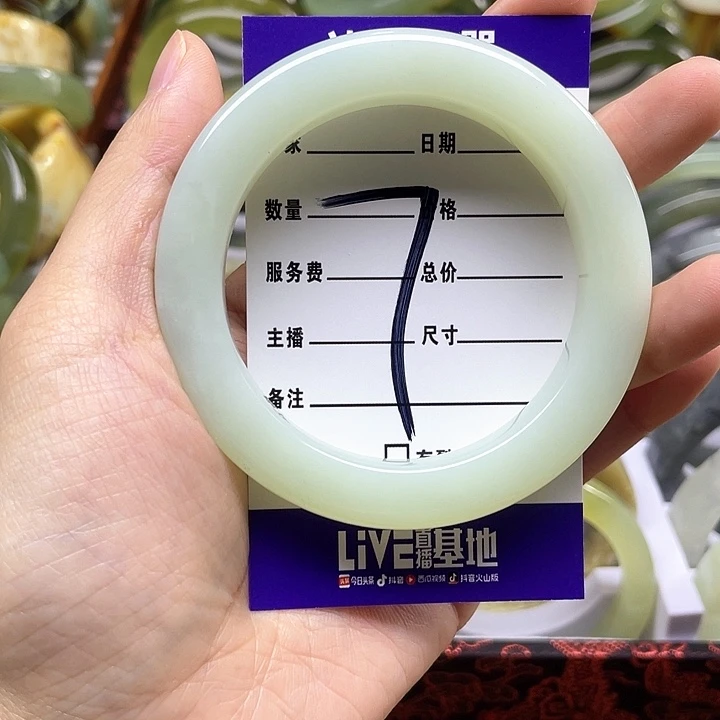 家 日期
数量 价格
7
服务费 总价
主播 尺寸
备注
LiVE直播基地
今日头条 抖音 西瓜视频 抖音火山版